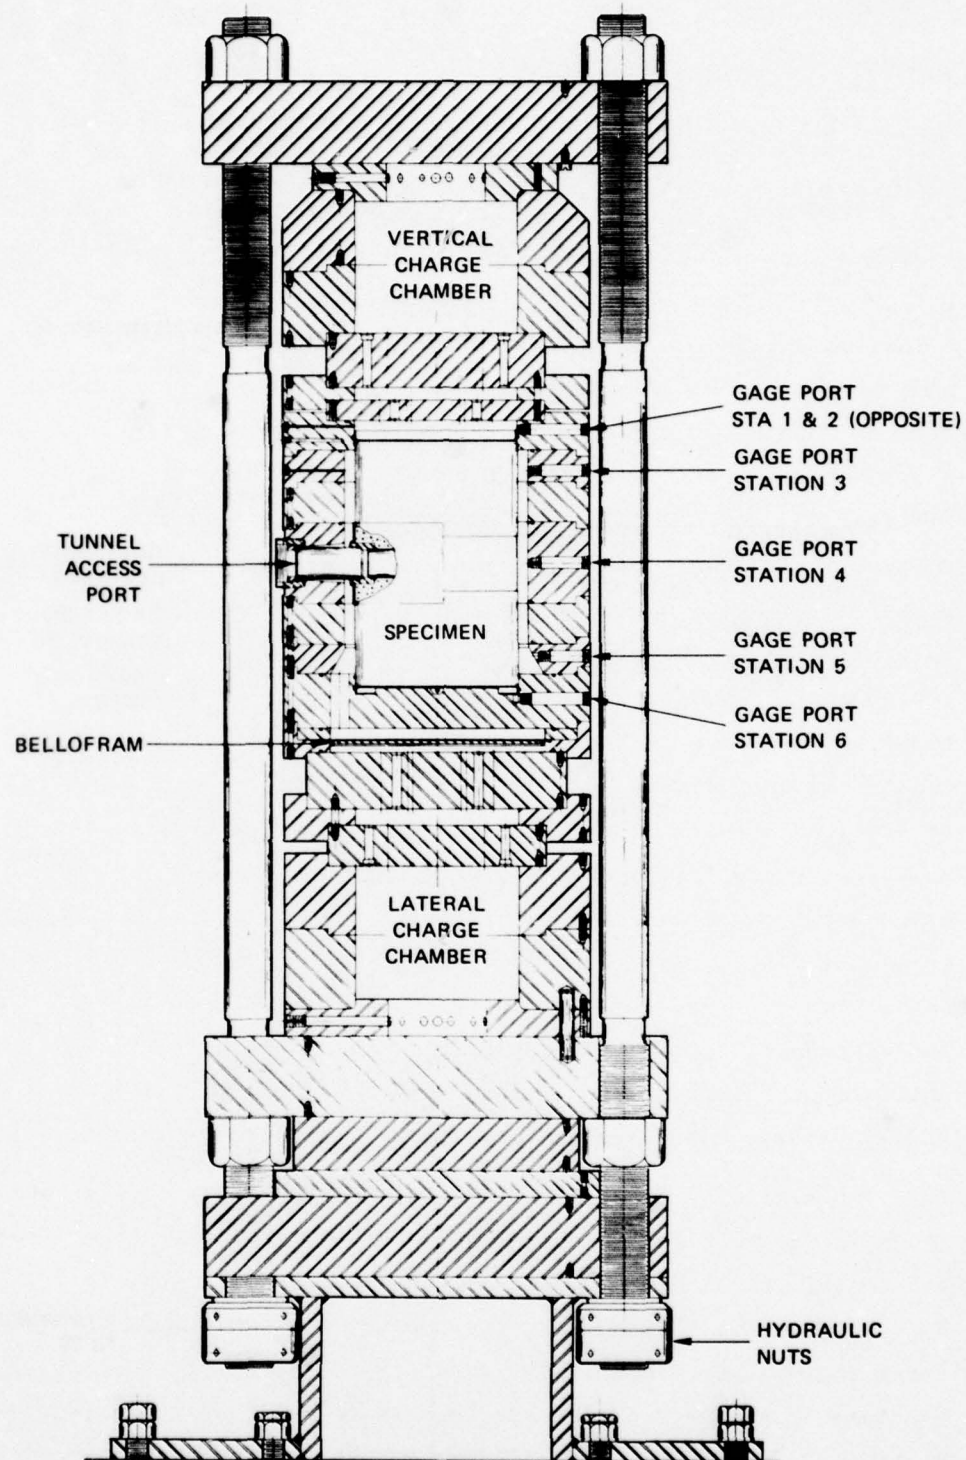 VERTICAL
CHARGE
CHAMBER
GAGE PORT
STA 1 & 2 (OPPOSITE)
GAGE PORT
STATION 3
TUNNEL
ACCESS
PORT
GAGE PORT
STATION 4
SPECIMEN
GAGE PORT
STATION 5
GAGE PORT
STATION 6
BELLOFRAM
LATERAL
CHARGE
CHAMBER
HYDRAULIC
NUTS